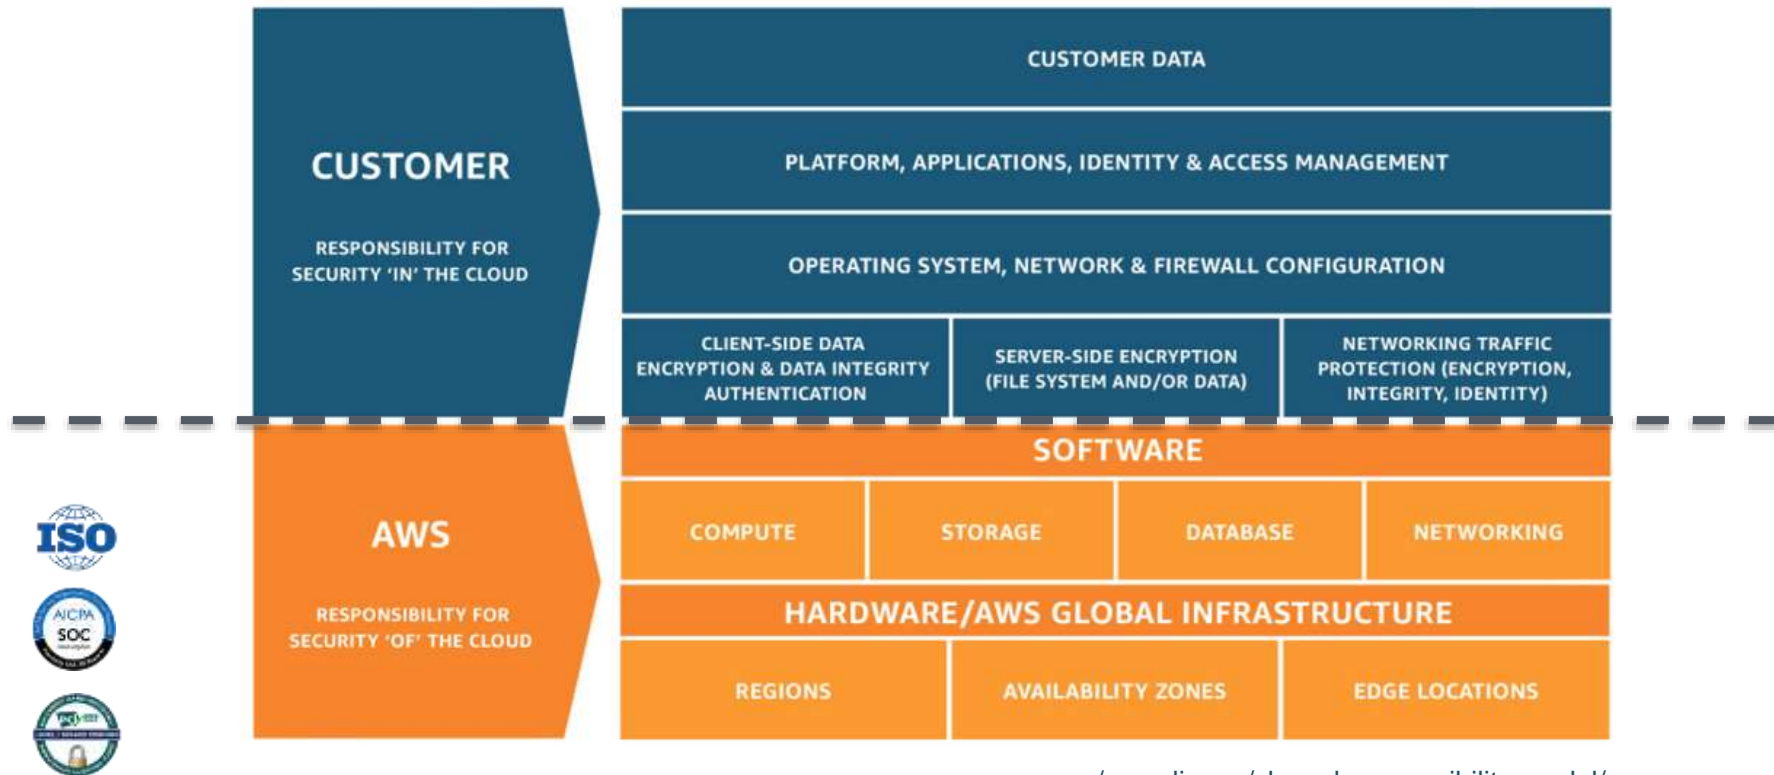 CUSTOMER
RESPONSIBILITY FOR
SECURITY ‘IN’ THE CLOUD
CUSTOMER DATA
PLATFORM, APPLICATIONS, IDENTITY & ACCESS MANAGEMENT
OPERATING SYSTEM, NETWORK & FIREWALL CONFIGURATION
CLIENT-SIDE DATA
ENCRYPTION & DATA INTEGRITY
AUTHENTICATION
SERVER-SIDE ENCRYPTION
(FILE SYSTEM AND/OR DATA)
NETWORKING TRAFFIC
PROTECTION (ENCRYPTION,
INTEGRITY, IDENTITY)
AWS
RESPONSIBILITY FOR
SECURITY ‘OF’ THE CLOUD
SOFTWARE
COMPUTE
STORAGE
DATABASE
NETWORKING
HARDWARE/AWS GLOBAL INFRASTRUCTURE
REGIONS
AVAILABILITY ZONES
EDGE LOCATIONS
ISO
AICPA
SOC